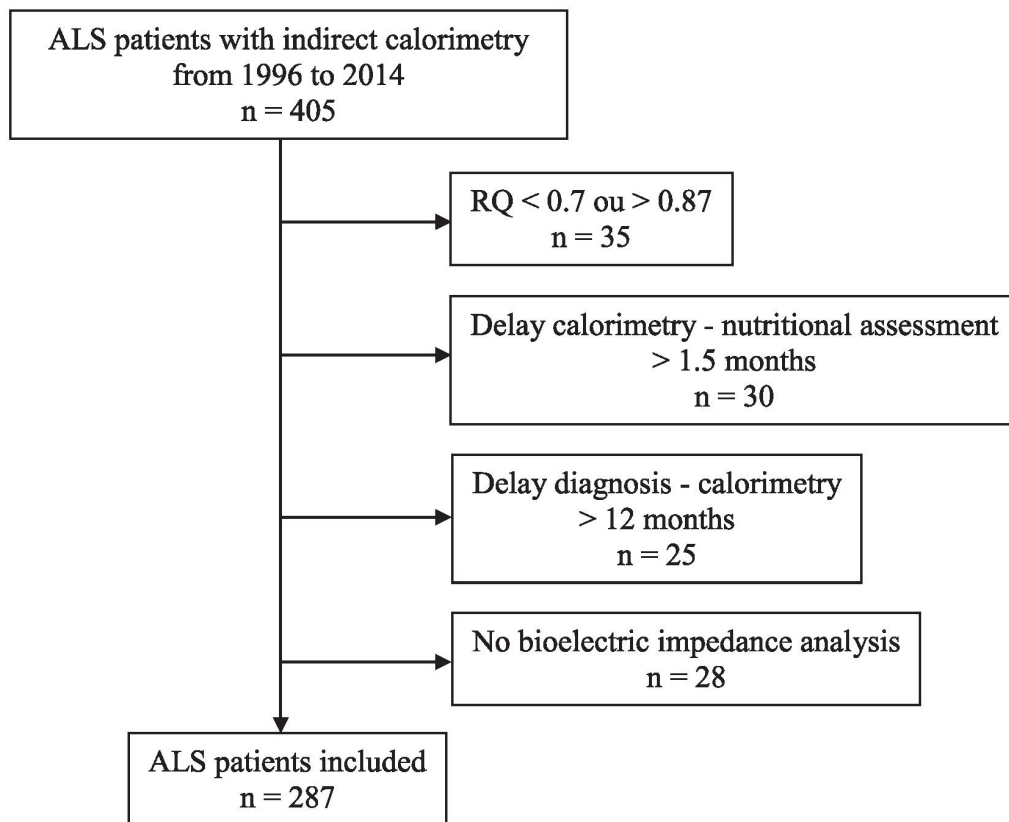 ALS patients with indirect calorimetry
from 1996 to 2014
n = 405
RQ < 0.7 ou > 0.87
n = 35
Delay calorimetry - nutritional assessment
> 1.5 months
n = 30
Delay diagnosis - calorimetry
> 12 months
n = 25
No bioelectric impedance analysis
n = 28
ALS patients included
n = 287